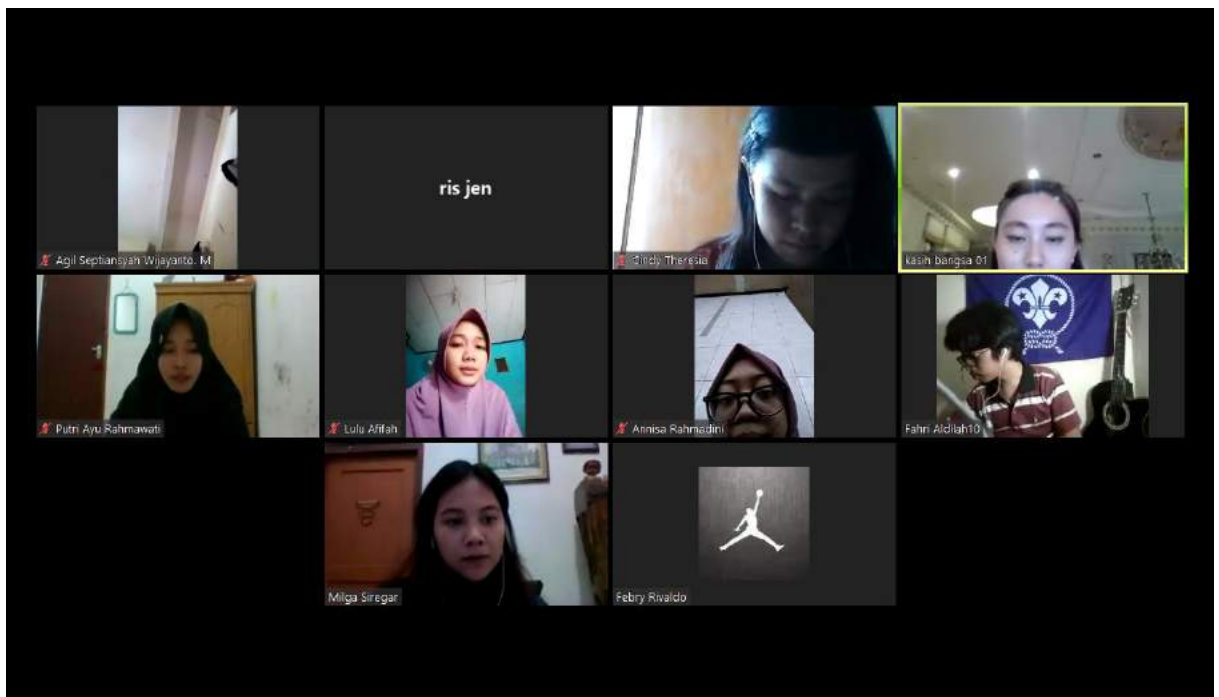 Agil Septiansyah Wijayanto. M
ris jen
Cindy Theresia
kasih bangsa 01
Putri Ayu Rahmawati
Lulu Afifah
Annisa Rahmadini
Fahri Aldilah10
Milga Siregar
Febry Rivaldo